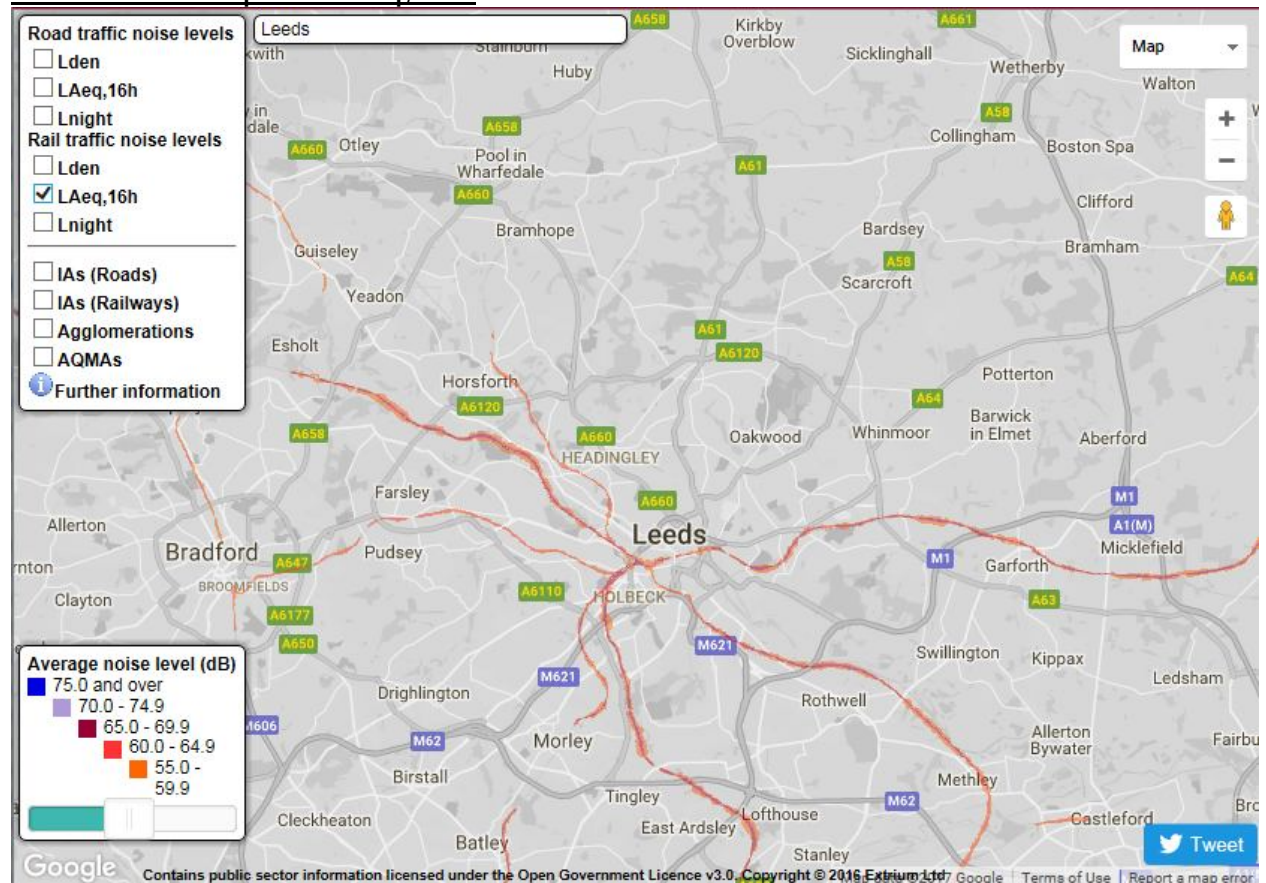 Road traffic noise levels
Lden
LAeq,16h
Lnight
Rail traffic noise levels
Lden
LAeq,16h
Lnight
IAs (Roads)
IAs (Railways)
Agglomerations
AQMAs
Further information
Leeds
Map
+
−
A658
Kirkby
Overblow
A661
Stainburn
Huby
Sicklinghall
Wetherby
Walton
A58
Collingham
Boston Spa
A660
Otley
A658
Pool in
Wharfedale
A61
A660
Clifford
Bramhope
Bardsey
Bramham
Guiseley
A58
Scarcroft
A64
Yeadon
A61
A6120
Esholt
Horsforth
A6120
Potterton
A64
Barwick
in Elmet
A658
A660
HEADINGLEY
Oakwood
Whinmoor
Aberford
Farsley
A660
M1
A1(M)
Allerton
Leeds
Micklefield
Bradford
Pudsey
A647
BROOMFIELDS
M1
Garforth
Clayton
A6110
HOLBECK
A63
A6177
A650
M621
Swillington
Kippax
Ledsham
M621
Drighlington
Rothwell
M606
M62
Morley
Allerton
Bywater
Birstall
Methley
Tingley
M62
Cleckheaton
East Ardsley
Lofthouse
Castleford
Batley
Stanley
Average noise level (dB)
75.0 and over
70.0 - 74.9
65.0 - 69.9
60.0 - 64.9
55.0 -
59.9
Tweet
Google
Contains public sector information licensed under the Open Government Licence v3.0. Copyright © 2016 Extrium Ltd
Google Terms of Use Report a map error